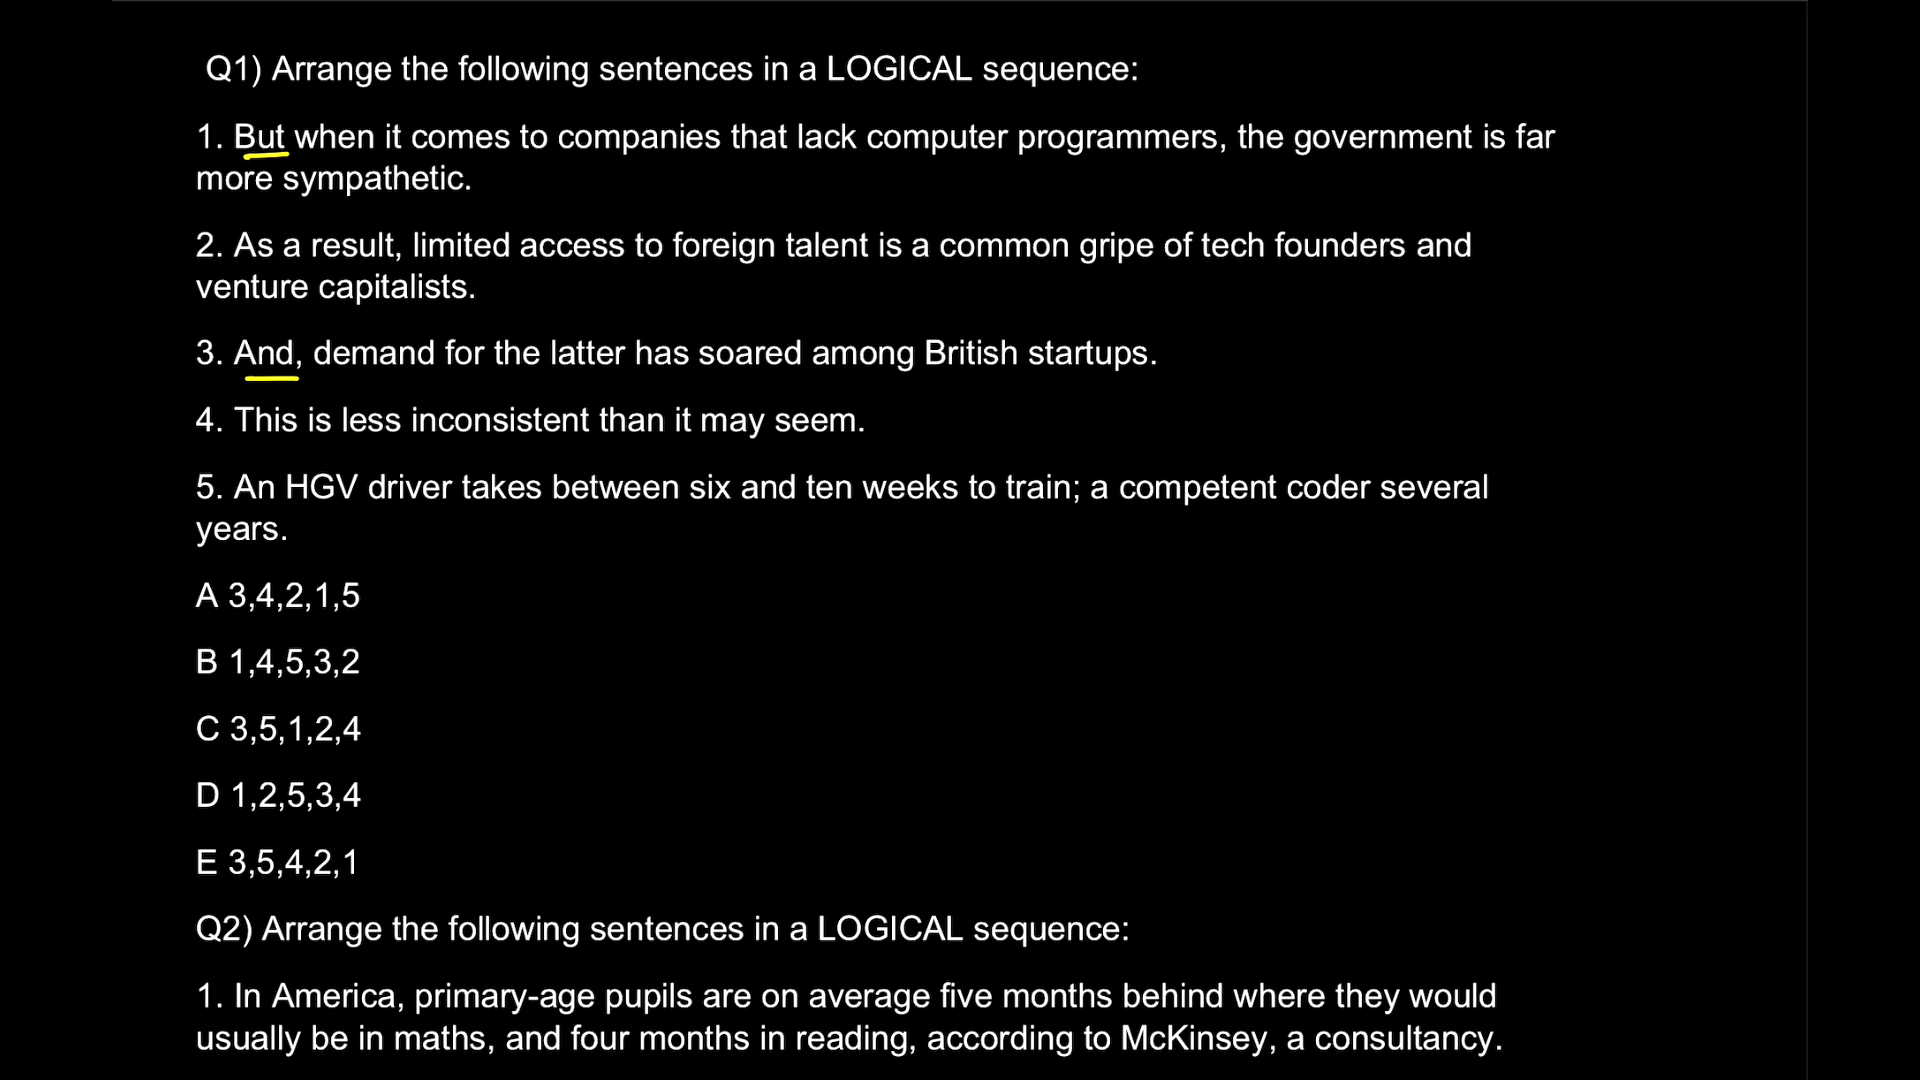 Q1) Arrange the following sentences in a LOGICAL sequence:
1. But when it comes to companies that lack computer programmers, the government is far
more sympathetic.
2. As a result, limited access to foreign talent is a common gripe of tech founders and
venture capitalists.
3. And, demand for the latter has soared among British startups.
4. This is less inconsistent than it may seem.
5. An HGV driver takes between six and ten weeks to train; a competent coder several
years.
A 3,4,2,1,5
B 1,4,5,3,2
C 3,5,1,2,4
D 1,2,5,3,4
E 3,5,4,2,1
Q2) Arrange the following sentences in a LOGICAL sequence:
1. In America, primary-age pupils are on average five months behind where they would
usually be in maths, and four months in reading, according to McKinsey, a consultancy.